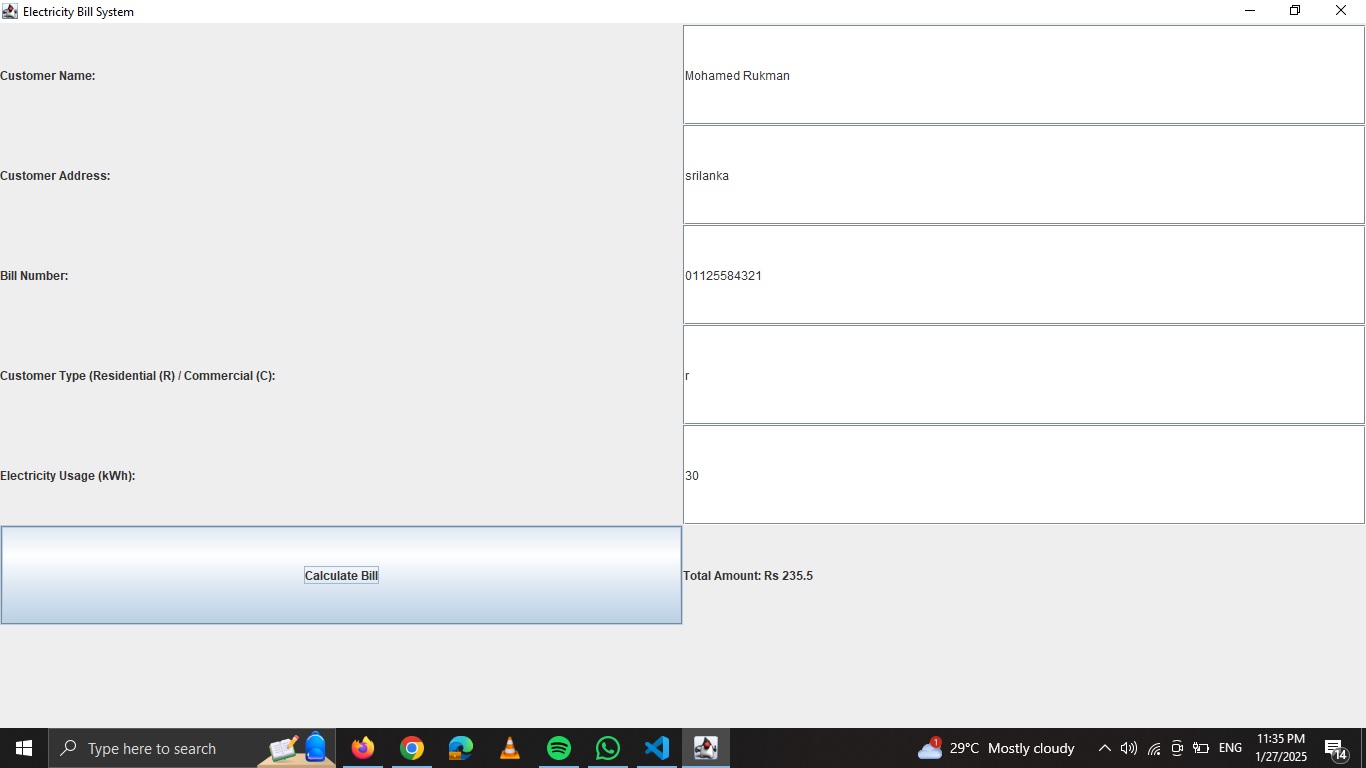 Electricity Bill System
Customer Name:
Mohamed Rukman
Customer Address:
srilanka
Bill Number:
01125584321
Customer Type (Residential (R) / Commercial (C):
r
Electricity Usage (kWh):
30
Calculate Bill
Total Amount: Rs 235.5
Type here to search
1
29°C Mostly cloudy
ENG
11:35 PM
1/27/2025
14